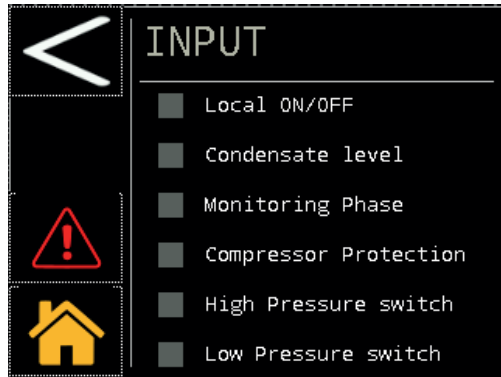 INPUT
Local ON/OFF
Condensate level
Monitoring Phase
Compressor Protection
High Pressure switch
Low Pressure switch